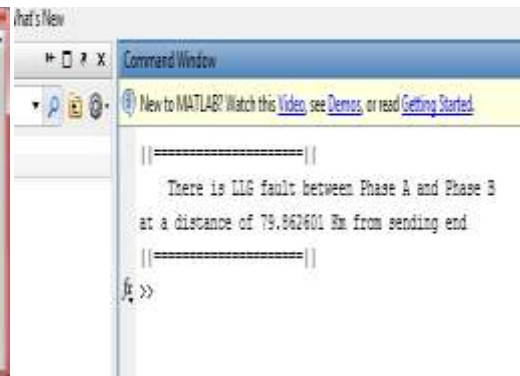 What's New
Command Window
New to MATLAB? Watch this Video, see Demos, or read Getting Started.
||=====================||
There is LLG fault between Phase A and Phase B
at a distance of 79.862601 Km from sending end
||=====================||
fx >>